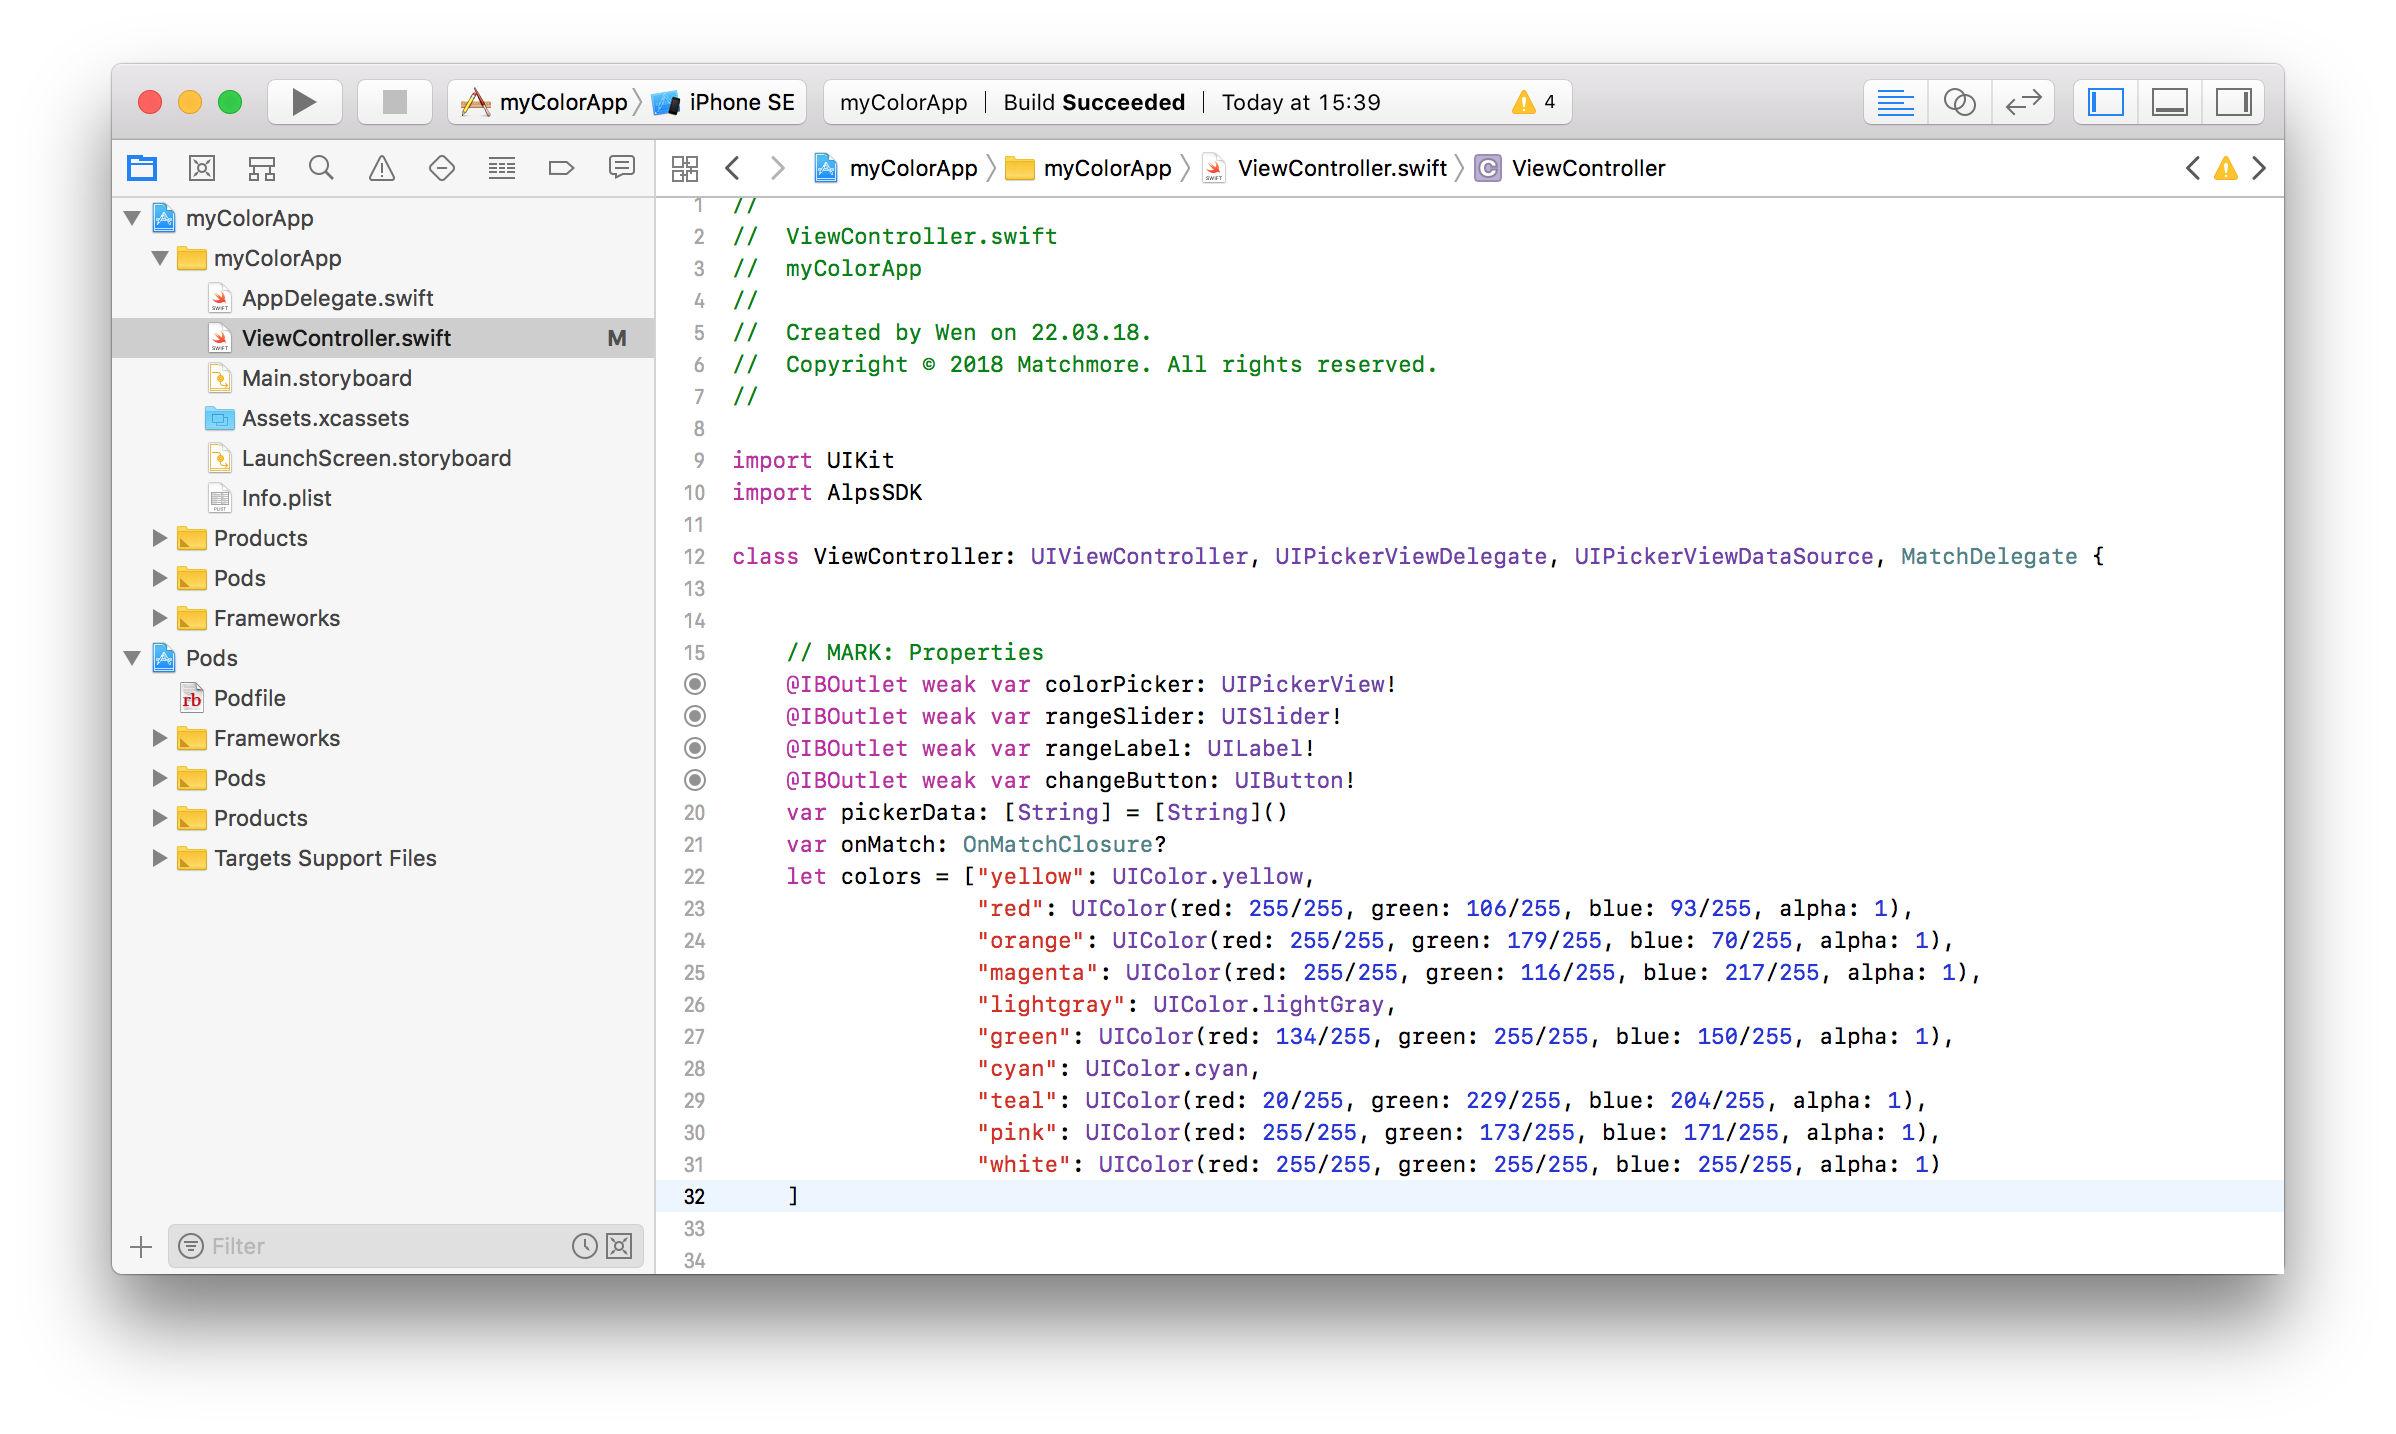 myColorApp iPhone SE myColorApp | Build Succeeded | Today at 15:39 4
myColorApp myColorApp ViewController.swift C ViewController
myColorApp
myColorApp
AppDelegate.swift
ViewController.swift M
Main.storyboard
Assets.xcassets
LaunchScreen.storyboard
Info.plist
Products
Pods
Frameworks
Pods
rb Podfile
Frameworks
Pods
Products
Targets Support Files
Filter
1 //
2 //  ViewController.swift
3 //  myColorApp
4 //
5 //  Created by Wen on 22.03.18.
6 //  Copyright © 2018 Matchmore. All rights reserved.
7 //
8
9 import UIKit
10 import AlpsSDK
11
12 class ViewController: UIViewController, UIPickerViewDelegate, UIPickerViewDataSource, MatchDelegate {
13
14
15     // MARK: Properties
@IBOutlet weak var colorPicker: UIPickerView!
@IBOutlet weak var rangeSlider: UISlider!
@IBOutlet weak var rangeLabel: UILabel!
@IBOutlet weak var changeButton: UIButton!
20     var pickerData: [String] = [String]()
21     var onMatch: OnMatchClosure?
22     let colors = ["yellow": UIColor.yellow,
23                   "red": UIColor(red: 255/255, green: 106/255, blue: 93/255, alpha: 1),
24                   "orange": UIColor(red: 255/255, green: 179/255, blue: 70/255, alpha: 1),
25                   "magenta": UIColor(red: 255/255, green: 116/255, blue: 217/255, alpha: 1),
26                   "lightgray": UIColor.lightGray,
27                   "green": UIColor(red: 134/255, green: 255/255, blue: 150/255, alpha: 1),
28                   "cyan": UIColor.cyan,
29                   "teal": UIColor(red: 20/255, green: 229/255, blue: 204/255, alpha: 1),
30                   "pink": UIColor(red: 255/255, green: 173/255, blue: 171/255, alpha: 1),
31                   "white": UIColor(red: 255/255, green: 255/255, blue: 255/255, alpha: 1)
32     ]
33
34